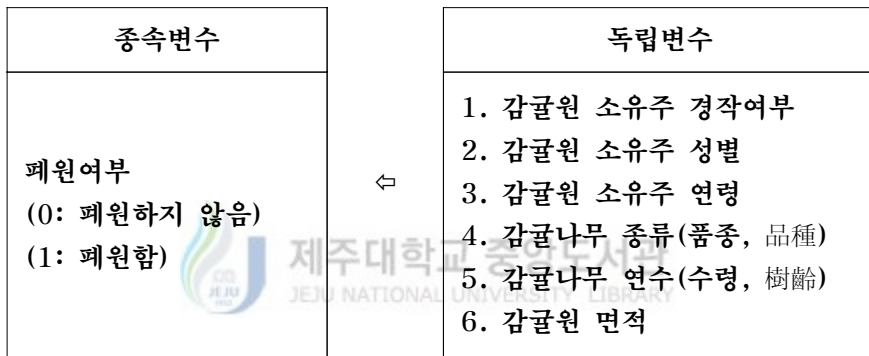 종속변수
폐원여부
(0: 폐원하지 않음)
(1: 폐원함)
⇦
독립변수
1. 감귤원 소유주 경작여부
2. 감귤원 소유주 성별
3. 감귤원 소유주 연령
4. 감귤나무 종류(품종, 品種)
5. 감귤나무 연수(수령, 樹齡)
6. 감귤원 면적
제주대학교 중앙도서관
JEJU NATIONAL UNIVERSITY LIBRARY
JEJU
1952